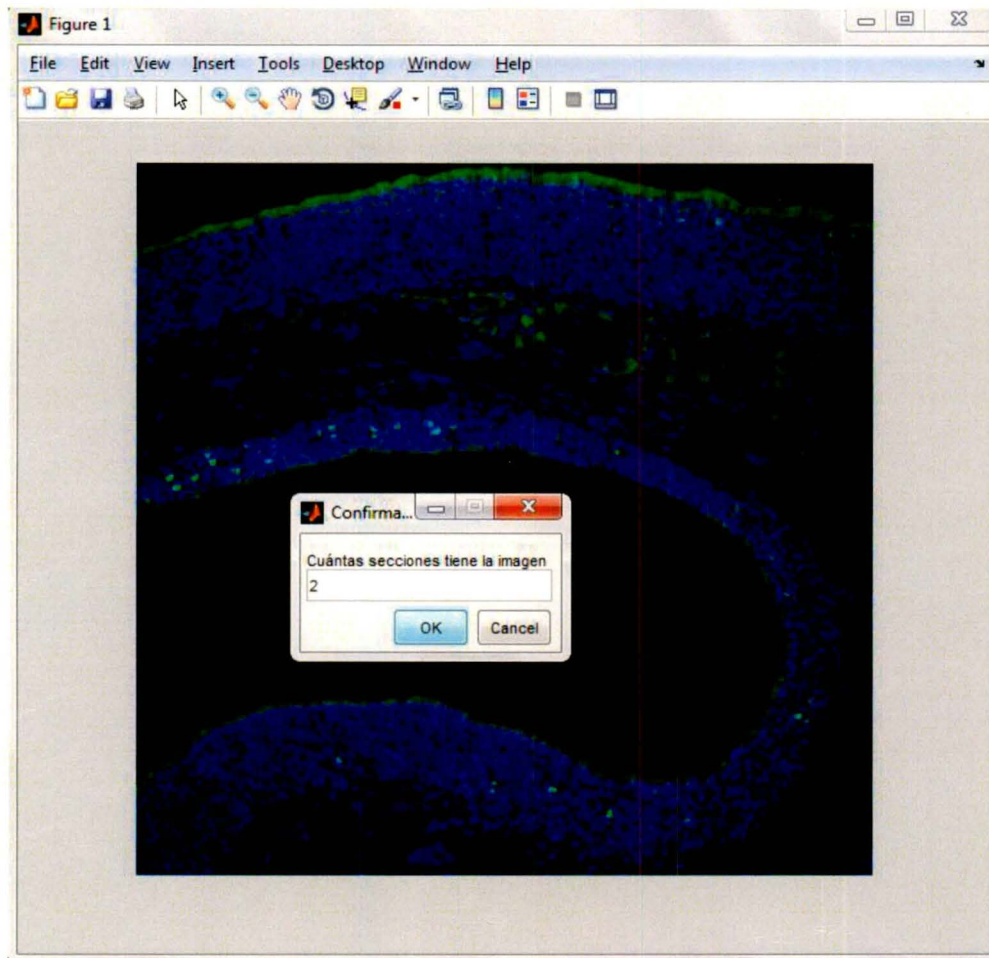 Figure 1
File Edit View Insert Tools Desktop Window Help
Confirma...
Cuántas secciones tiene la imagen
2
OK Cancel